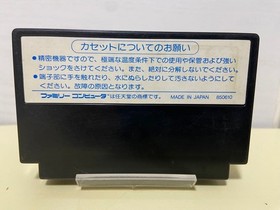 カセットについてのお願い
●精密機器ですので、極端な温度条件下での使用や保管および強い
ショックをさけてください。また、絶対に分解しないでください。
●端子部に手を触れたり、水にぬらしたりして汚さないようにして
ください。故障の原因となります。
ファミリー コンピュータ™は任天堂の商標です。 MADE IN JAPAN